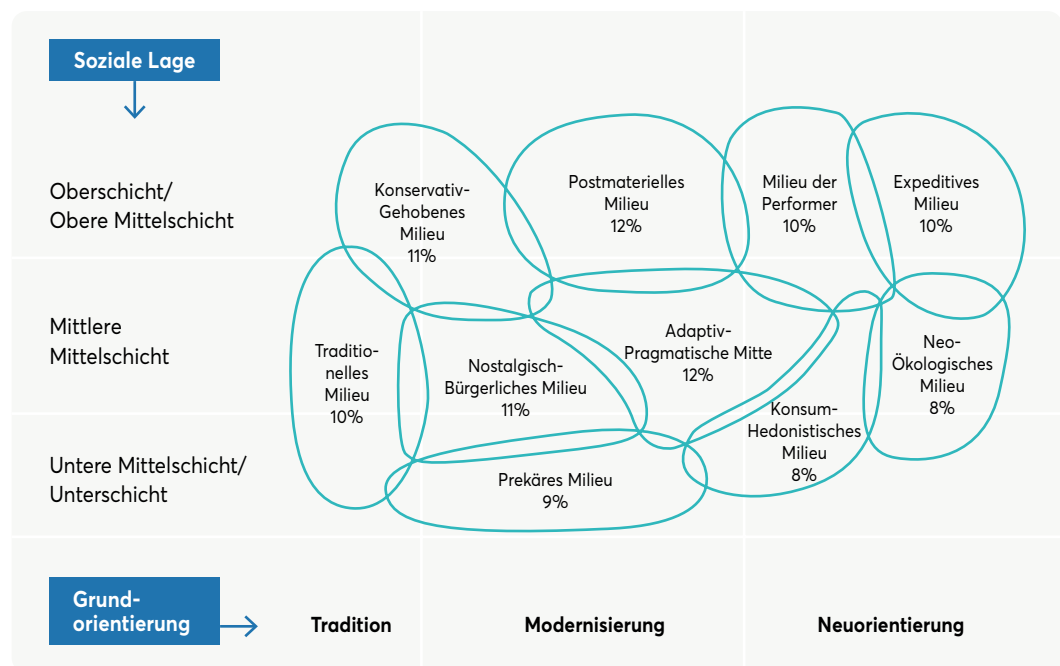 Soziale Lage
Oberschicht/
Obere Mittelschicht
Konservativ-
Gehobenes
Milieu
11%
Postmaterielles
Milieu
12%
Milieu der
Performer
10%
Expeditives
Milieu
10%
Mittlere
Mittelschicht
Traditio-
nelles
Milieu
10%
Nostalgisch-
Bürgerliches Milieu
11%
Adaptiv-
Pragmatische Mitte
12%
Neo-
Ökologisches
Milieu
8%
Konsum-
Hedonistisches
Milieu
8%
Untere Mittelschicht/
Unterschicht
Prekäres Milieu
9%
Grund-
orientierung
Tradition
Modernisierung
Neuorientierung